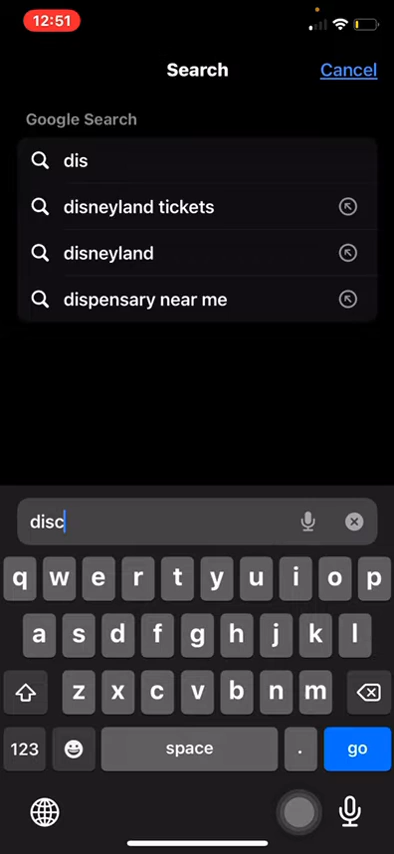 12:51
Search
Cancel
Google Search
dis
disneyland tickets
disneyland
dispensary near me
disc
q w e r t y u i o p
a s d f g h j k l
z x c v b n m
123 space . go